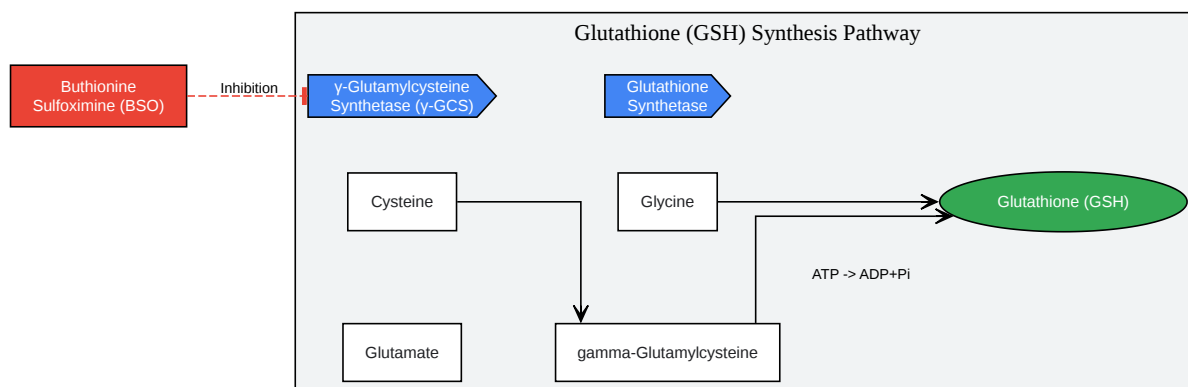 Glutathione (GSH) Synthesis Pathway
Buthionine
Sulfoximine (BSO)
Inhibition
γ-Glutamylcysteine
Synthetase (γ-GCS)
Glutathione
Synthetase
Cysteine
Glycine
Glutathione (GSH)
ATP -> ADP+Pi
Glutamate
gamma-Glutamylcysteine